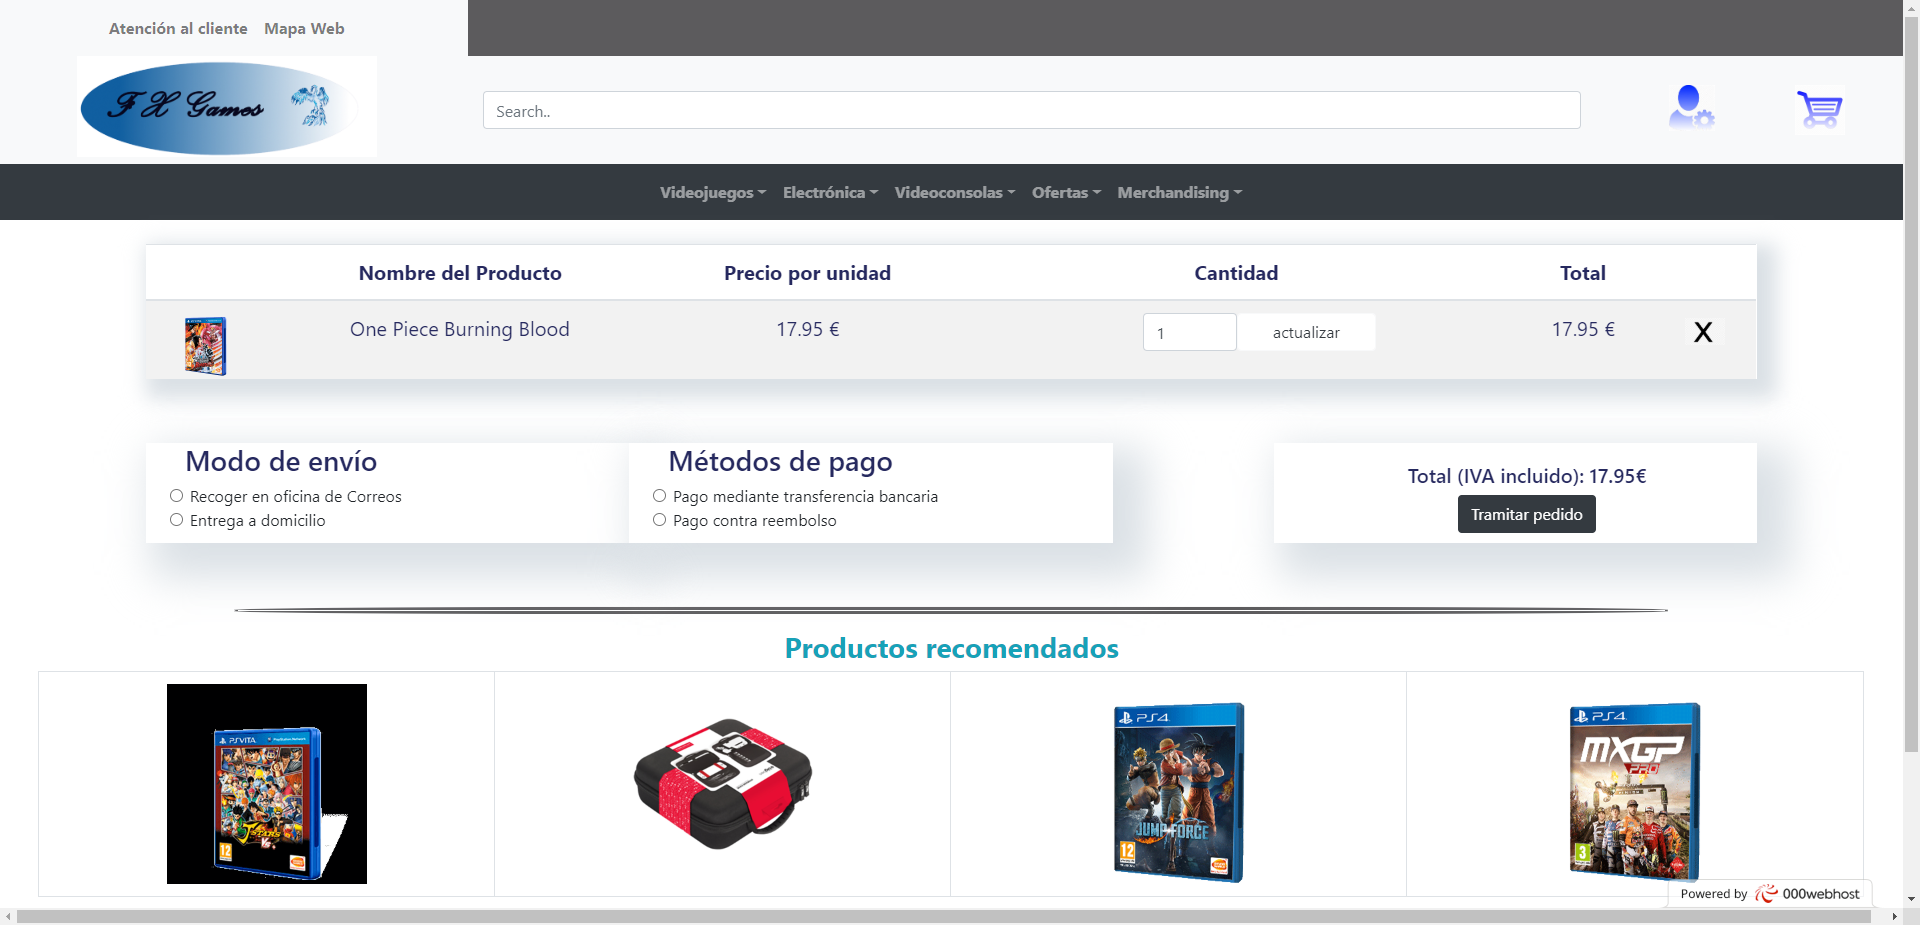 Atención al cliente Mapa Web
F X Games
Search..
Videojuegos Electrónica Videoconsolas Ofertas Merchandising
Nombre del Producto Precio por unidad Cantidad Total
One Piece Burning Blood 17.95 € 1 actualizar 17.95 € X
Modo de envío
Recoger en oficina de Correos
Entrega a domicilio
Métodos de pago
Pago mediante transferencia bancaria
Pago contra reembolso
Total (IVA incluido): 17.95€
Tramitar pedido
Productos recomendados
PSVITA
J STARS
12
PS4
JUMP FORCE
12
PS4
MXGP
PRO
3
Powered by 000webhost